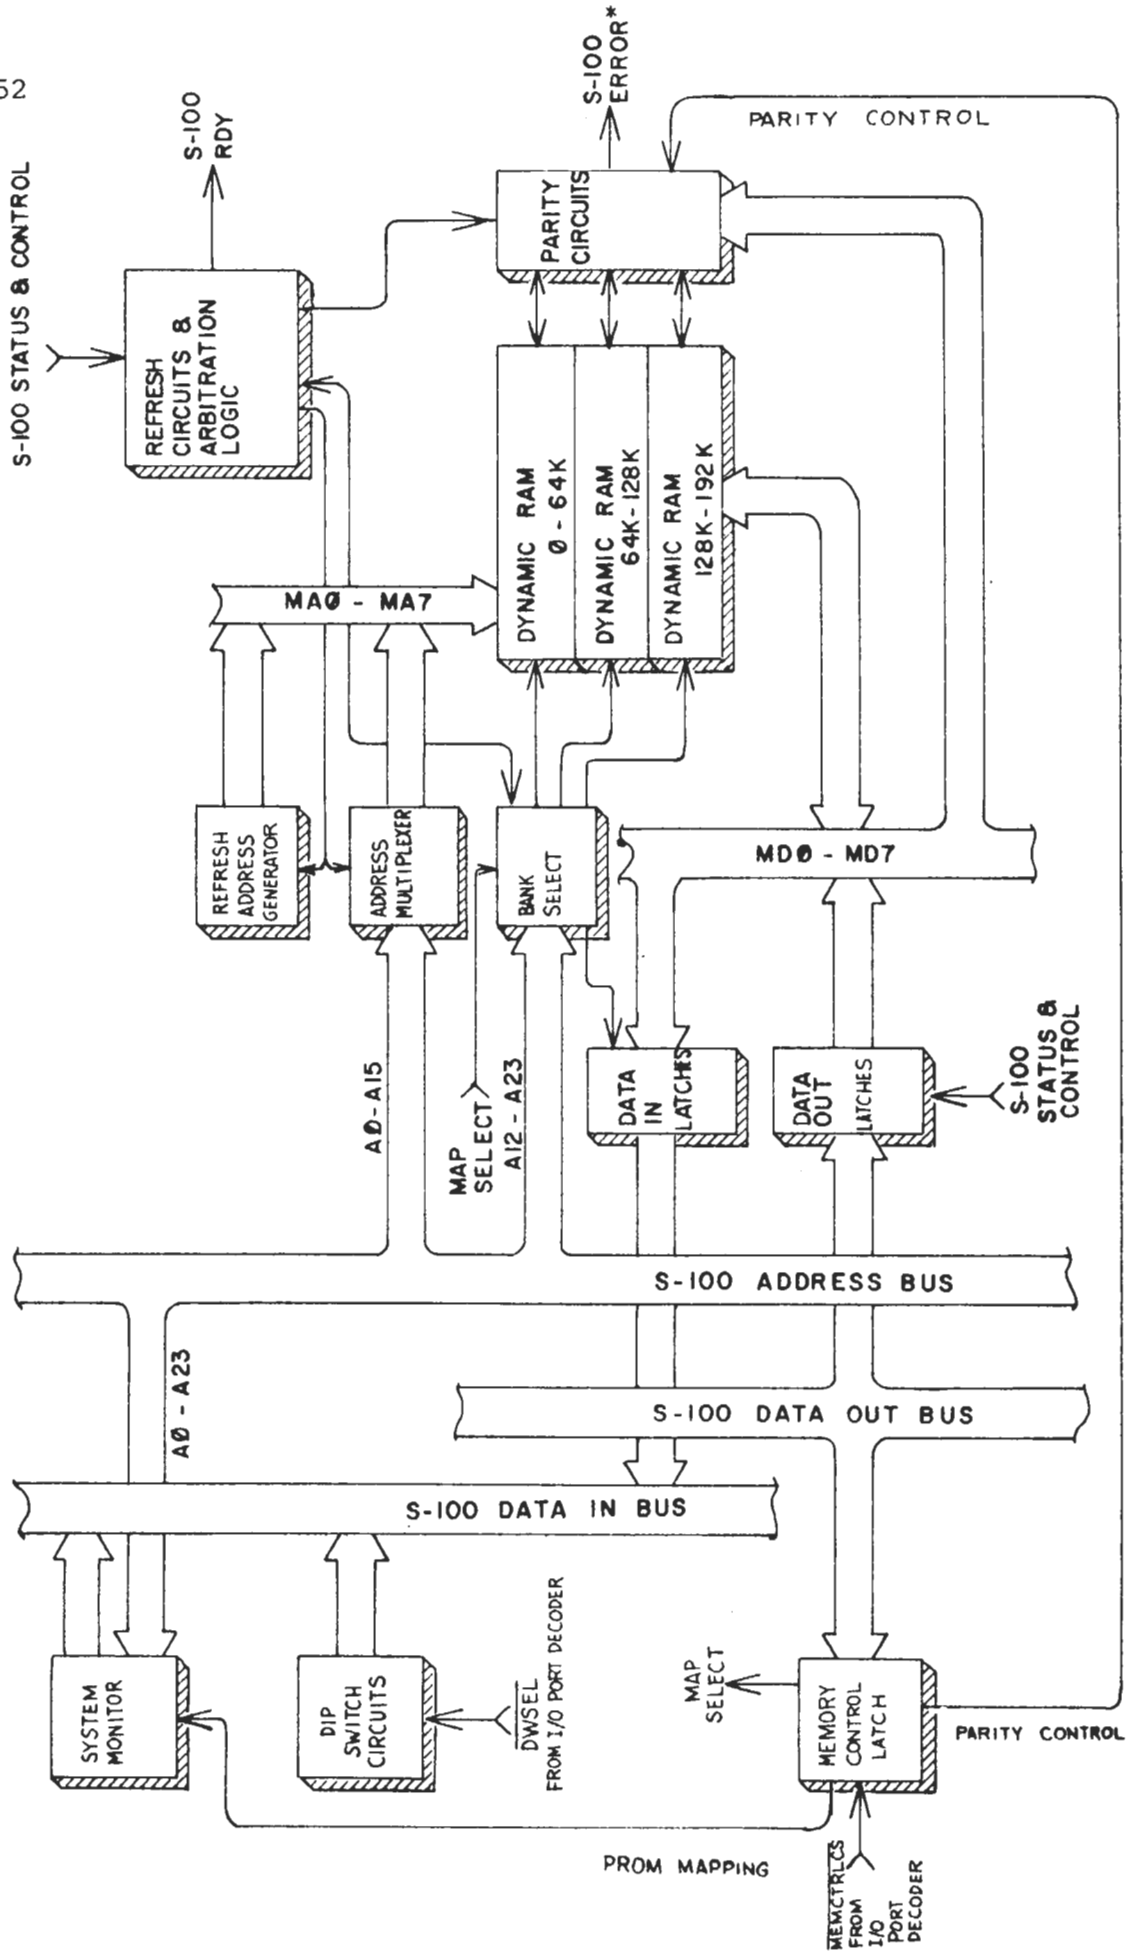 52
S-100 STATUS & CONTROL
S-100
RDY
REFRESH
CIRCUITS &
ARBITRATION
LOGIC
S-100
ERROR*
PARITY CONTROL
PARITY
CIRCUITS
DYNAMIC RAM
0 - 64K
DYNAMIC RAM
64K-128K
DYNAMIC RAM
128K-192K
MA0 - MA7
REFRESH
ADDRESS
GENERATOR
ADDRESS
MULTIPLEXER
BANK
SELECT
MD0 - MD7
A0-A15
MAP
SELECT
A12 - A23
DATA
IN
LATCHES
DATA
OUT
LATCHES
S-100
STATUS &
CONTROL
S-100 ADDRESS BUS
A0 - A23
S-100 DATA OUT BUS
S-100 DATA IN BUS
SYSTEM
MONITOR
DIP
SWITCH
CIRCUITS
DWSEL
FROM I/O PORT DECODER
MAP
SELECT
MEMORY
CONTROL
LATCH
PARITY CONTROL
PROM MAPPING
MEMCTRLCS
FROM
I/O
PORT
DECODER